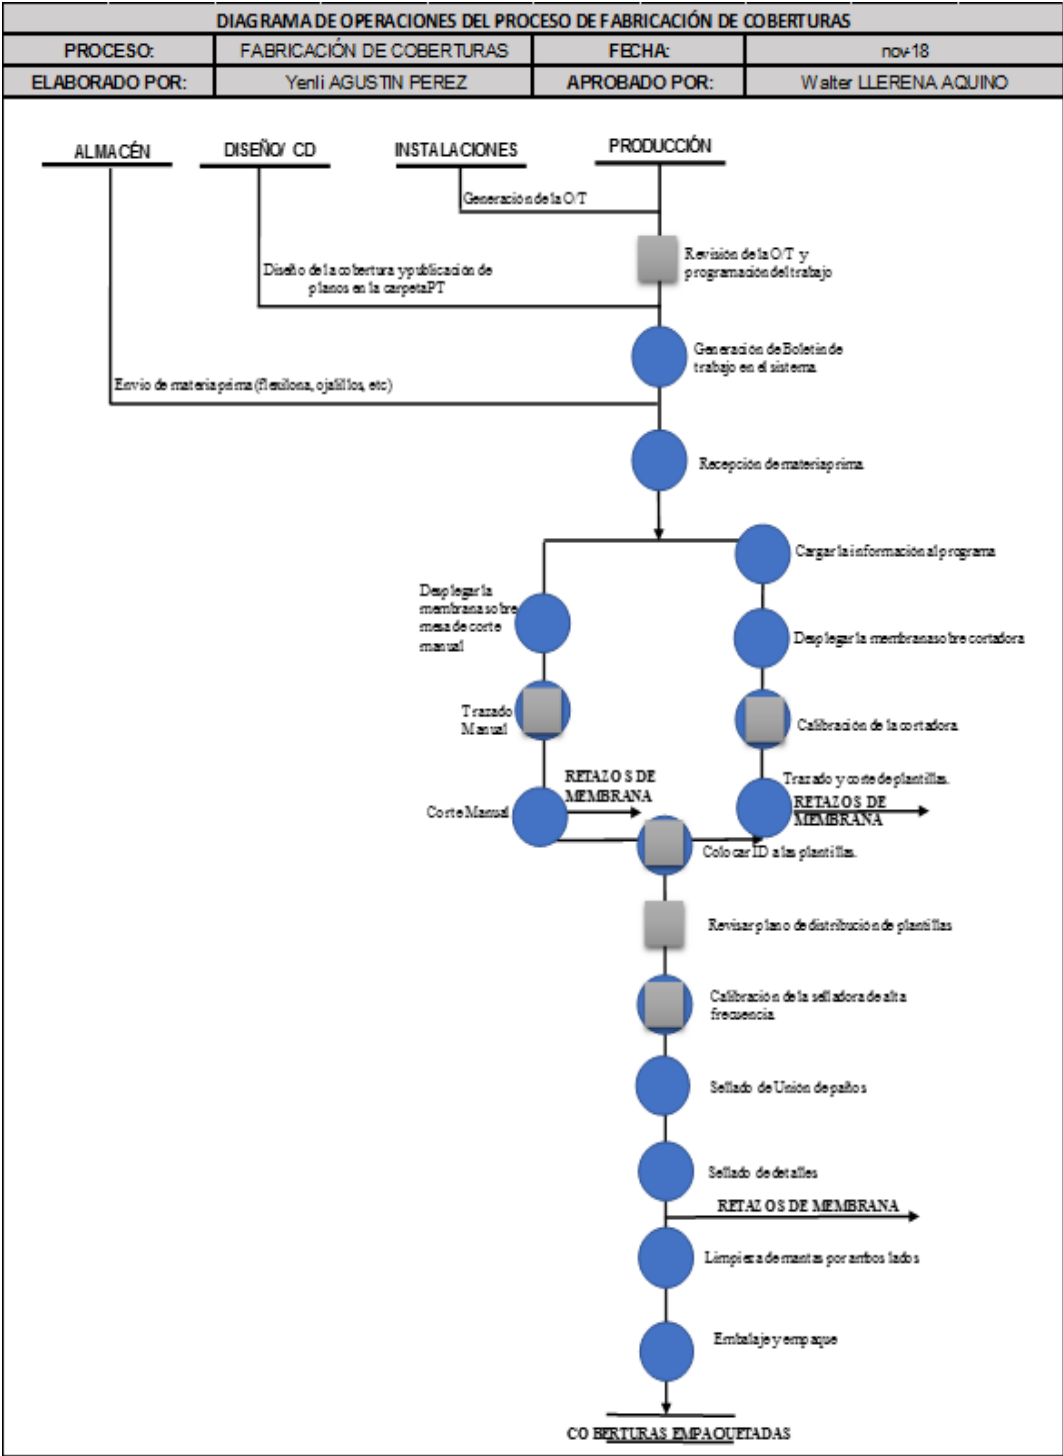 DIAGRAMA DE OPERACIONES DEL PROCESO DE FABRICACIÓN DE COBERTURAS
PROCESO: FABRICACIÓN DE COBERTURAS FECHA: nov-18
ELABORADO POR: Yenli AGUSTIN PEREZ APROBADO POR: Walter LLERENA AQUINO
ALMACÉN DISEÑO/ CD INSTALACIONES PRODUCCIÓN
Generación de la O/T
Revisión de la O/T y
programación del trabajo
Diseño de la cobertura y publicación de
planos en la carpeta PT
Generación de Boletin de
trabajo en el sistema
Envio de materia prima (flexilona, ojalillos, etc)
Recepción de materia prima
Cargar la información al programa
Desplegar la
membrana sobre
mesa de corte
manual
Desplegar la membrana sobre cortadora
Trazado
Manual
Calibración de la cortadora
RETAZOS DE
MEMBRANA
Trazado y corte de plantillas.
RETAZOS DE
MEMBRANA
Corte Manual
Colocar ID a las plantillas.
Revisar plano de distribución de plantillas
Calibración de la selladora de alta
frecuencia
Sellado de Unión de paños
Sellado de detalles
RETAZOS DE MEMBRANA
Limpieza de mantas por ambos lados
Embalaje y empaque
COBERTURAS EMPAQUETADAS